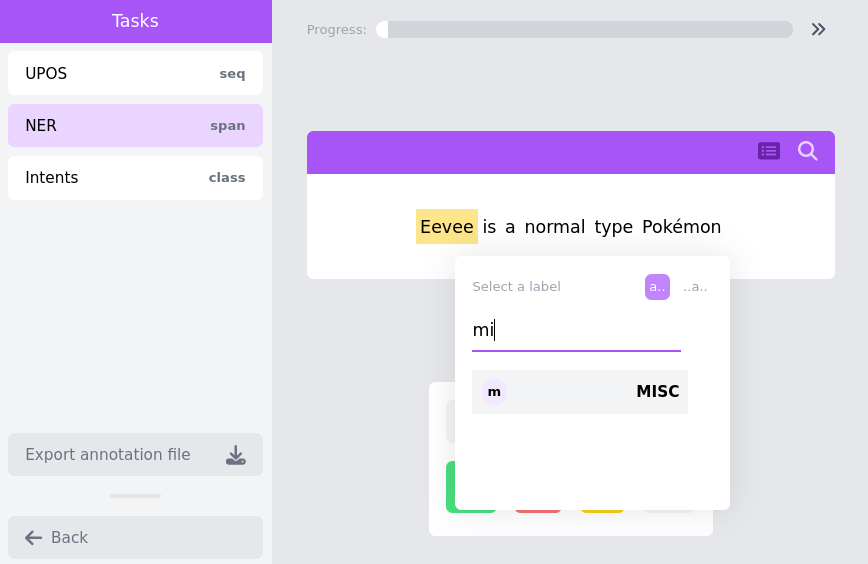 Tasks
UPOS seq
NER span
Intents class
Export annotation file
Back
Progress:
Eevee is a normal type Pokémon
Select a label a.. ..a..
mi
m MISC